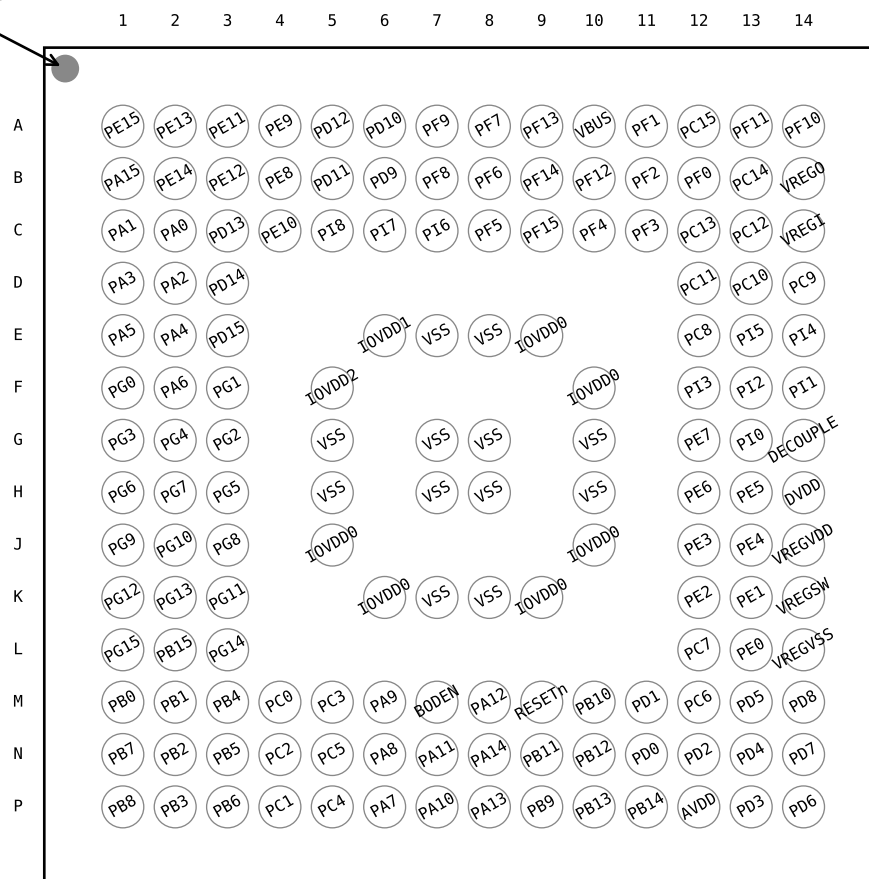 1 2 3 4 5 6 7 8 9 10 11 12 13 14
A PE15 PE13 PE11 PE9 PD12 PD10 PF9 PF7 PF13 VBUS PF1 PC15 PF11 PF10
B PA15 PE14 PE12 PE8 PD11 PD9 PF8 PF6 PF14 PF12 PF2 PF0 PC14 VREGO
C PA1 PA0 PD13 PE10 PI8 PI7 PI6 PF5 PF15 PF4 PF3 PC13 PC12 VREGI
D PA3 PA2 PD14 PC11 PC10 PC9
E PA5 PA4 PD15 IOVDD1 VSS VSS IOVDD0 PC8 PI5 PI4
F PG0 PA6 PG1 IOVDD2 IOVDD0 PI3 PI2 PI1
G PG3 PG4 PG2 VSS VSS VSS VSS PE7 PI0 DECOUPLE
H PG6 PG7 PG5 VSS VSS VSS VSS PE6 PE5 DVDD
J PG9 PG10 PG8 IOVDD0 IOVDD0 PE3 PE4 VREGVDD
K PG12 PG13 PG11 IOVDD0 VSS VSS IOVDD0 PE2 PE1 VREGSW
L PG15 PB15 PG14 PC7 PE0 VREGVSS
M PB0 PB1 PB4 PC0 PC3 PA9 BODEN PA12 RESETn PB10 PD1 PC6 PD5 PD8
N PB7 PB2 PB5 PC2 PC5 PA8 PA11 PA14 PB11 PB12 PD0 PD2 PD4 PD7
P PB8 PB3 PB6 PC1 PC4 PA7 PA10 PA13 PB9 PB13 PB14 AVDD PD3 PD6